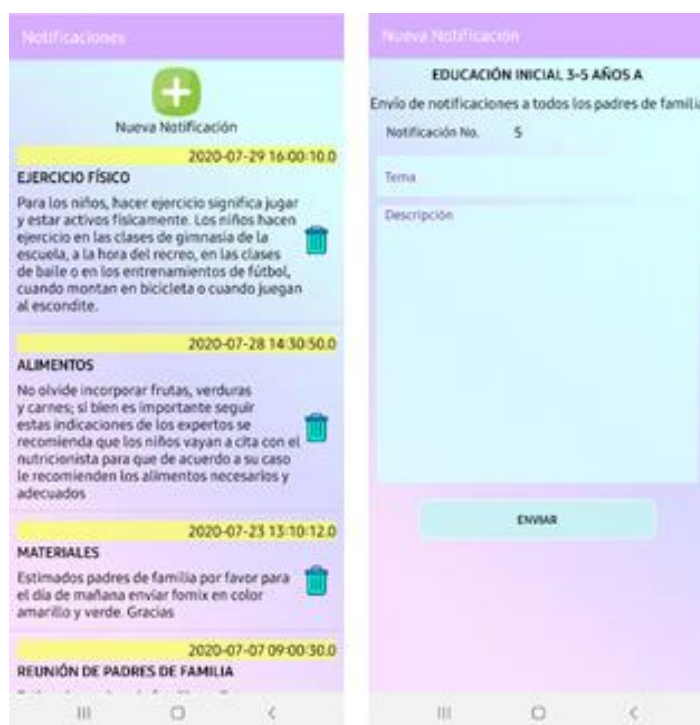 Notificaciones
Nueva Notificación
2020-07-29 16:00:10.0
EJERCICIO FÍSICO
Para los niños, hacer ejercicio significa jugar
y estar activos físicamente. Los niños hacen
ejercicio en las clases de gimnasia de la
escuela, a la hora del recreo, en las clases
de baile o en los entrenamientos de fútbol,
cuando montan en bicicleta o cuando juegan
al escondite.
2020-07-28 14:30:50.0
ALIMENTOS
No olvide incorporar frutas, verduras
y carnes; si bien es importante seguir
estas indicaciones de los expertos se
recomienda que los niños vayan a cita con el
nutricionista para que de acuerdo a su caso
le recomienden los alimentos necesarios y
adecuados
2020-07-23 13:10:12.0
MATERIALES
Estimados padres de familia por favor para
el día de mañana enviar fomix en color
amarillo y verde. Gracias
2020-07-07 09:00:30.0
REUNIÓN DE PADRES DE FAMILIA
Nueva Notificación
EDUCACIÓN INICIAL 3-5 AÑOS A
Envío de notificaciones a todos los padres de familia
Notificación No. 5
Tema
Descripción
ENVIAR